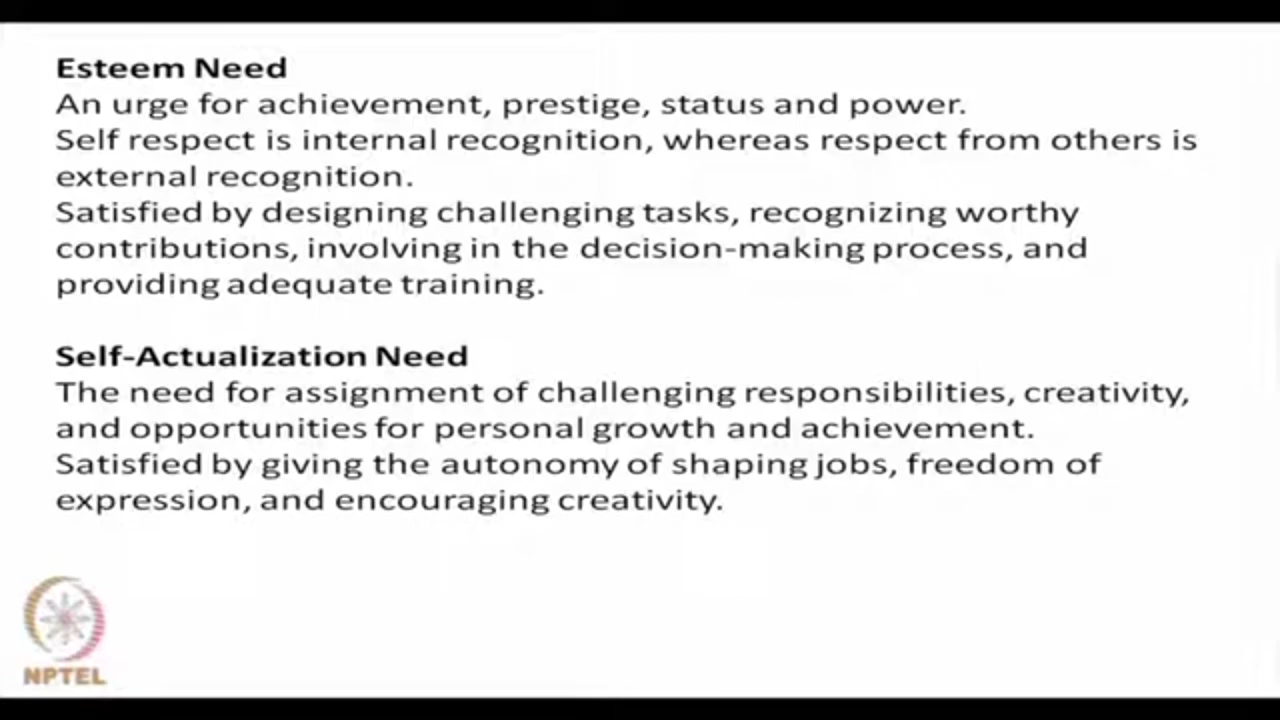 Esteem Need
An urge for achievement, prestige, status and power.
Self respect is internal recognition, whereas respect from others is
external recognition.
Satisfied by designing challenging tasks, recognizing worthy
contributions, involving in the decision-making process, and
providing adequate training.
Self-Actualization Need
The need for assignment of challenging responsibilities, creativity,
and opportunities for personal growth and achievement.
Satisfied by giving the autonomy of shaping jobs, freedom of
expression, and encouraging creativity.
NPTEL